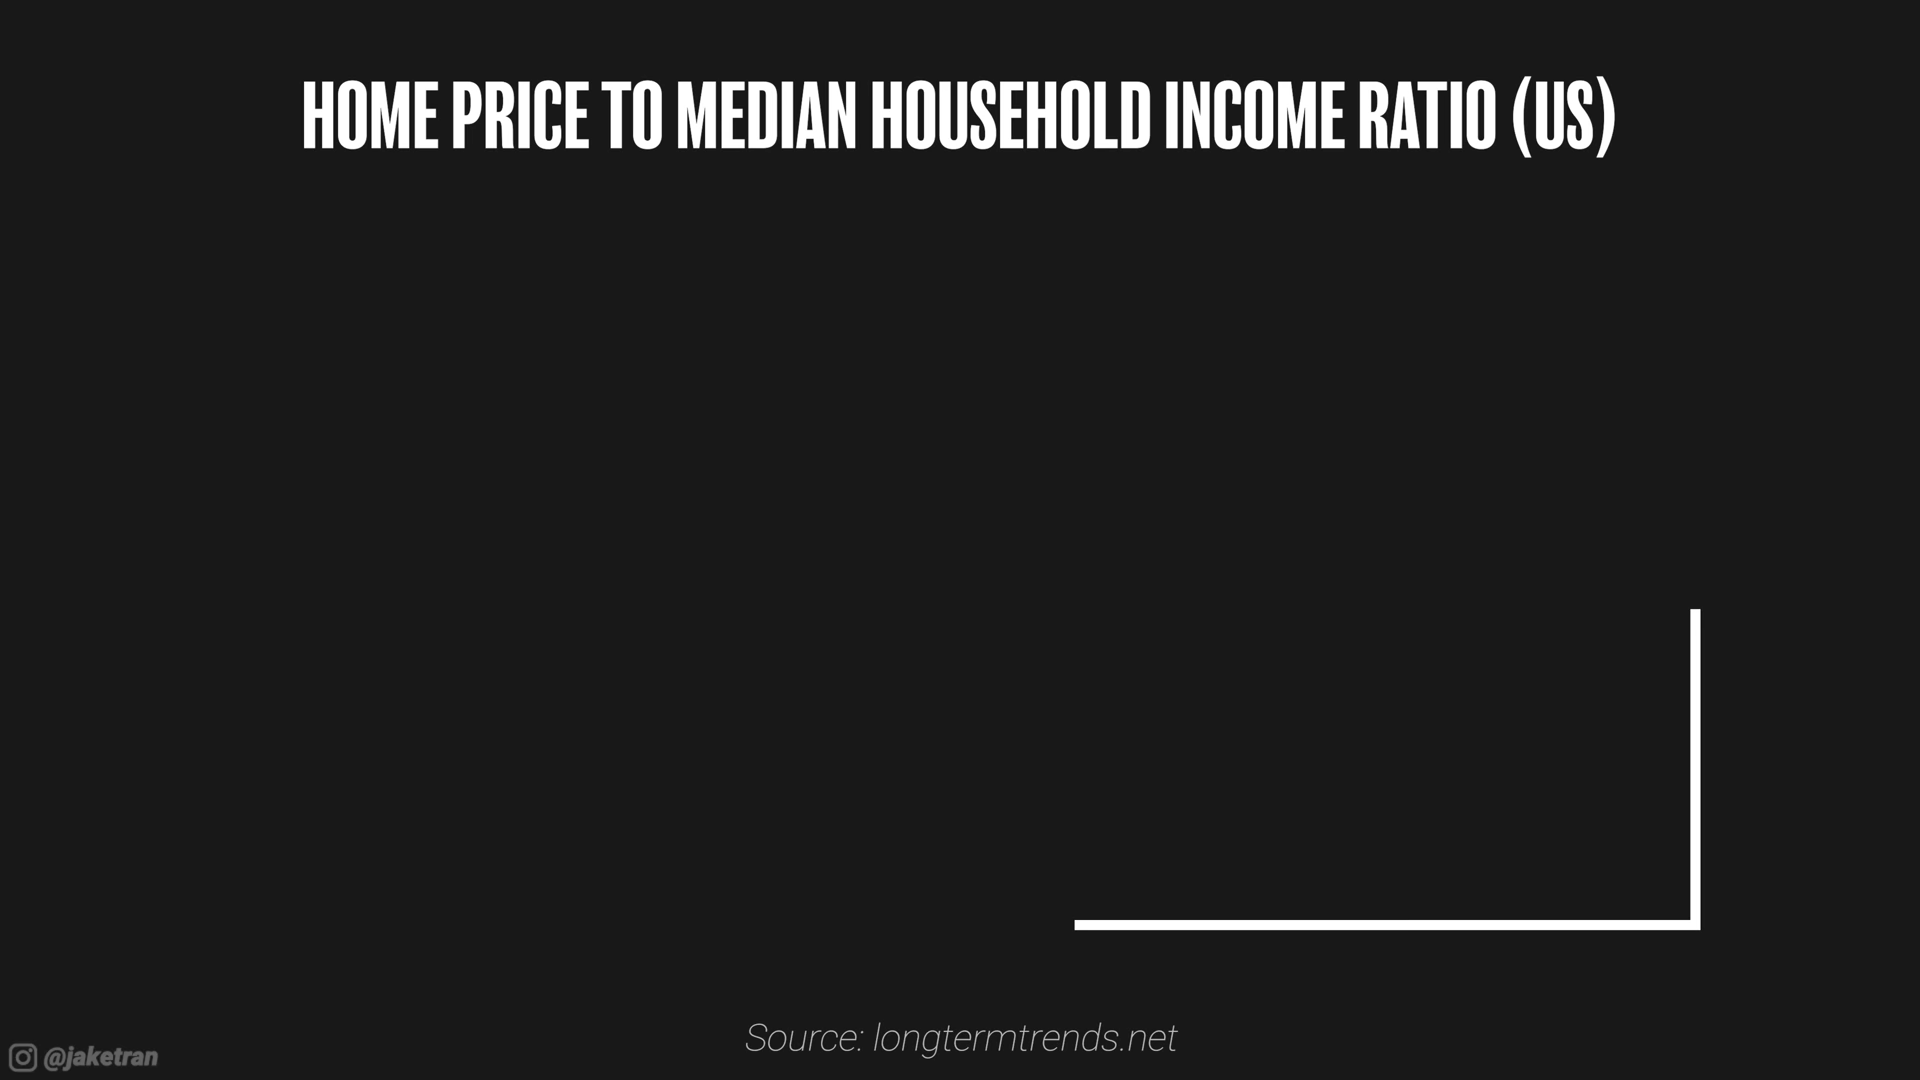 HOME PRICE TO MEDIAN HOUSEHOLD INCOME RATIO (US)
Source: longtermtrends.net
@jaketran